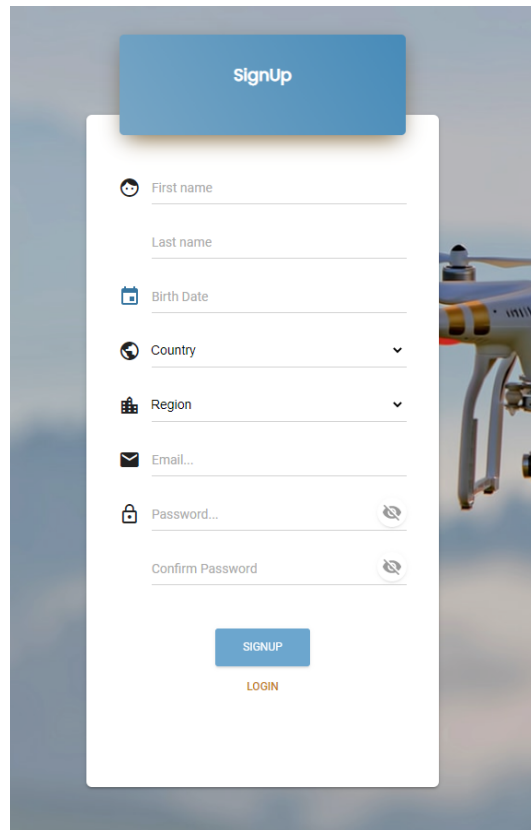 SignUp
First name
Last name
Birth Date
Country
Region
Email...
Password...
Confirm Password
SIGNUP
LOGIN